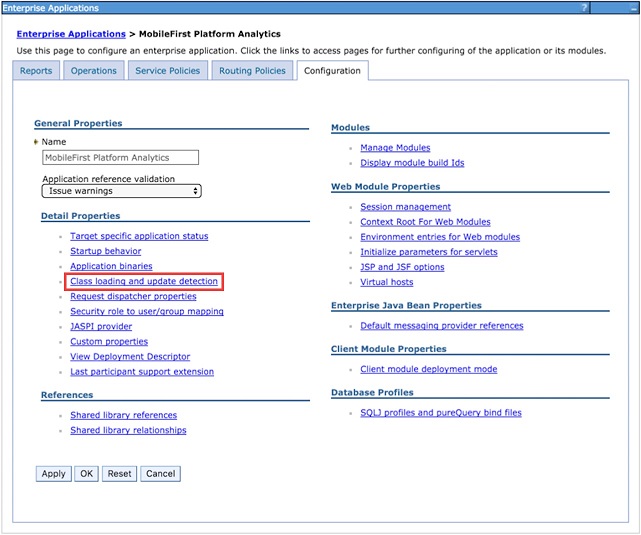 Enterprise Applications
?
Enterprise Applications > MobileFirst Platform Analytics
Use this page to configure an enterprise application. Click the links to access pages for further configuring of the application or its modules.
Reports
Operations
Service Policies
Routing Policies
Configuration
General Properties
Name
MobileFirst Platform Analytics
Application reference validation
Issue warnings
Detail Properties
Target specific application status
Startup behavior
Application binaries
Class loading and update detection
Request dispatcher properties
Security role to user/group mapping
JASPI provider
Custom properties
View Deployment Descriptor
Last participant support extension
References
Shared library references
Shared library relationships
Modules
Manage Modules
Display module build Ids
Web Module Properties
Session management
Context Root For Web Modules
Environment entries for Web modules
Initialize parameters for servlets
JSP and JSF options
Virtual hosts
Enterprise Java Bean Properties
Default messaging provider references
Client Module Properties
Client module deployment mode
Database Profiles
SQLJ profiles and pureQuery bind files
Apply
OK
Reset
Cancel